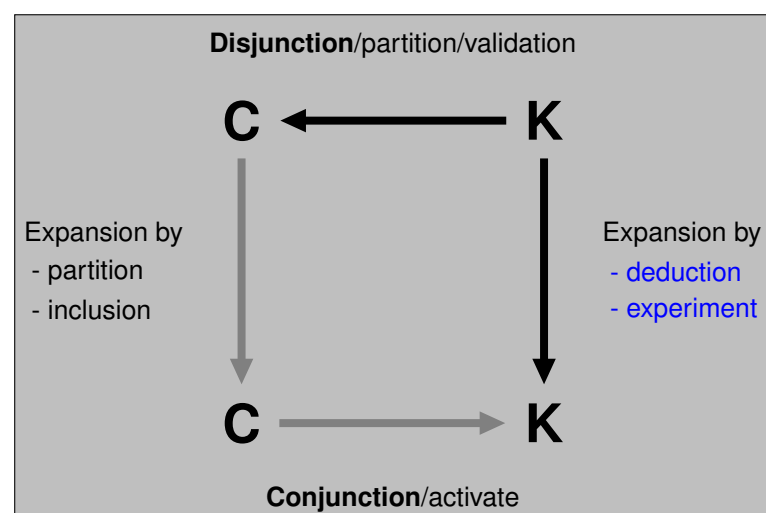 Disjunction/partition/validation
C K
Expansion by
- partition
- inclusion
Expansion by
- deduction
- experiment
C K
Conjunction/activate